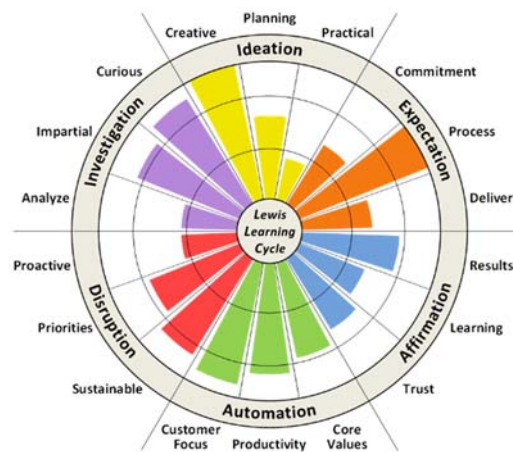 Planning
Creative
Practical
Ideation
Curious
Commitment
Investigation
Expectation
Impartial
Process
Analyze
Deliver
Lewis
Learning
Cycle
Proactive
Results
Disruption
Affirmation
Priorities
Learning
Sustainable
Trust
Automation
Customer
Focus
Productivity
Core
Values